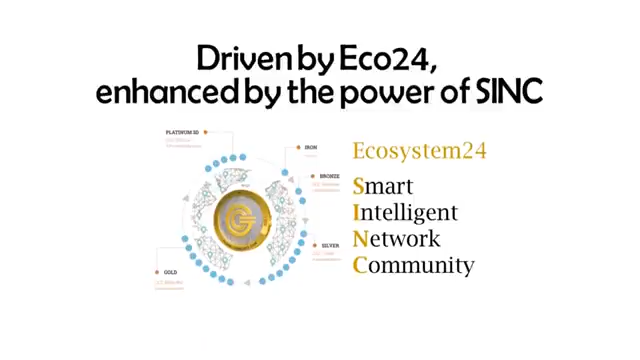 Driven by Eco24,
enhanced by the power of SINC
PLATINUM 3D
IRON
BRONZE
SILVER
GOLD
Ecosystem24
Smart
Intelligent
Network
Community